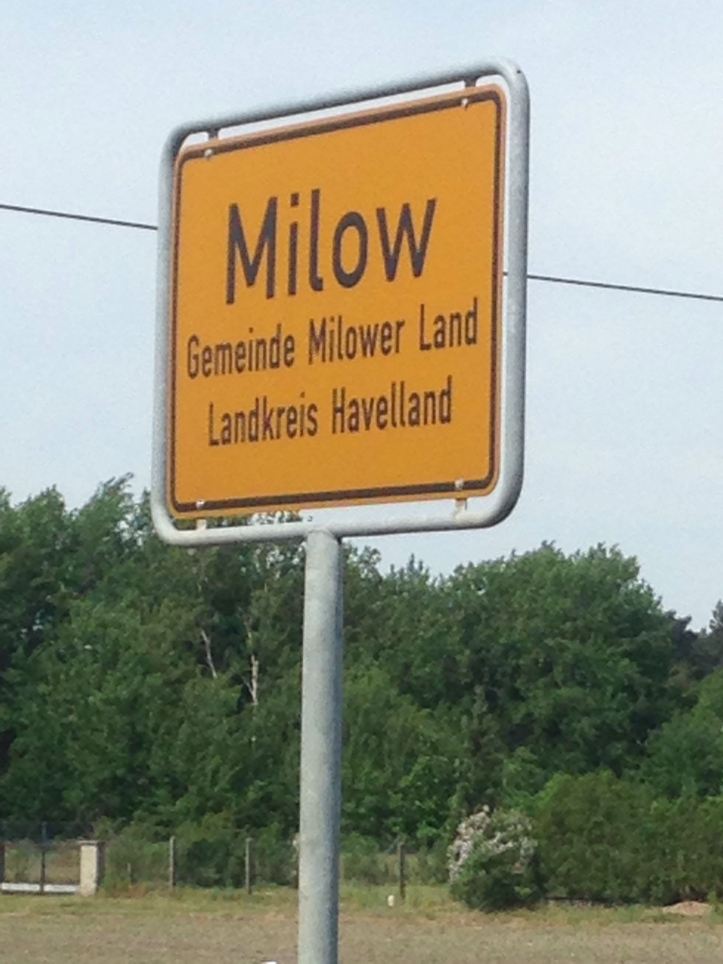 Milow
Gemeinde Milower Land
Landkreis Havelland